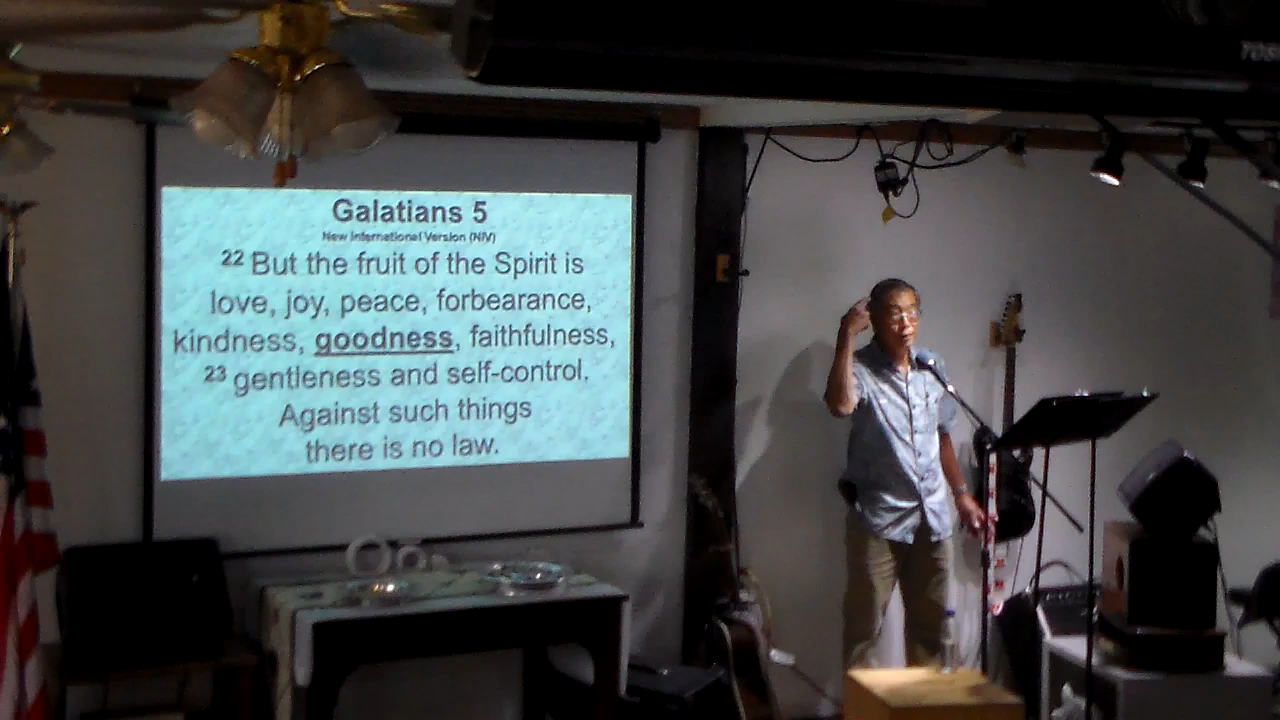 Galatians 5
New International Version (NIV)
22 But the fruit of the Spirit is
love, joy, peace, forbearance,
kindness, goodness, faithfulness,
23 gentleness and self-control.
Against such things
there is no law.